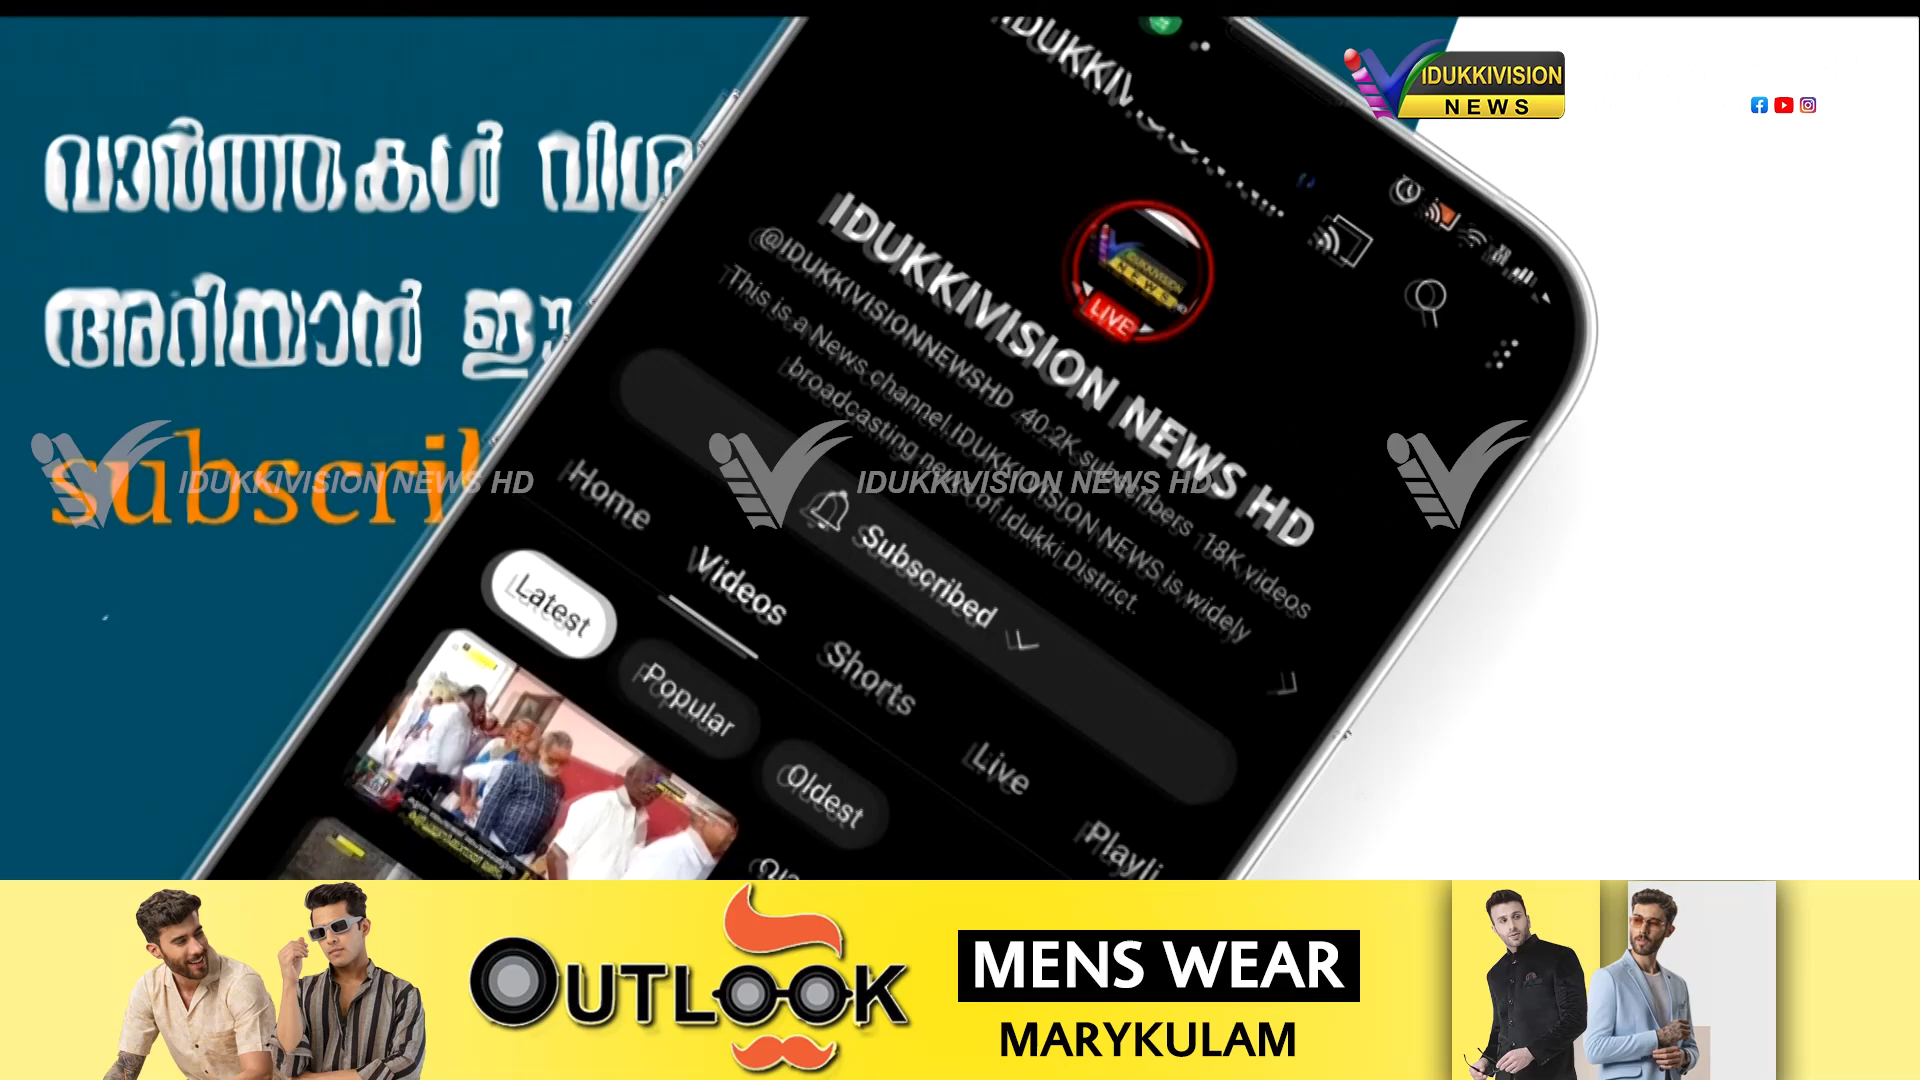 IDUKKIVISION
NEWS
വാർത്തകൾ
അറിയാൻ ഈ
IDUKKIVISION NEWS HD
@IDUKKIVISIONNEWSHD 40.2K subscribers 18K videos
This is a News channel.IDUKKIVISION NEWS is widely
broadcasting news of Idukki District.
LIVE
Subscribed
Home
Videos
Shorts
Live
Playli
Latest
Popular
Oldest
subscri
IDUKKIVISION NEWS HD
IDUKKIVISION NEWS HD
OUTLOOK
MENS WEAR
MARYKULAM